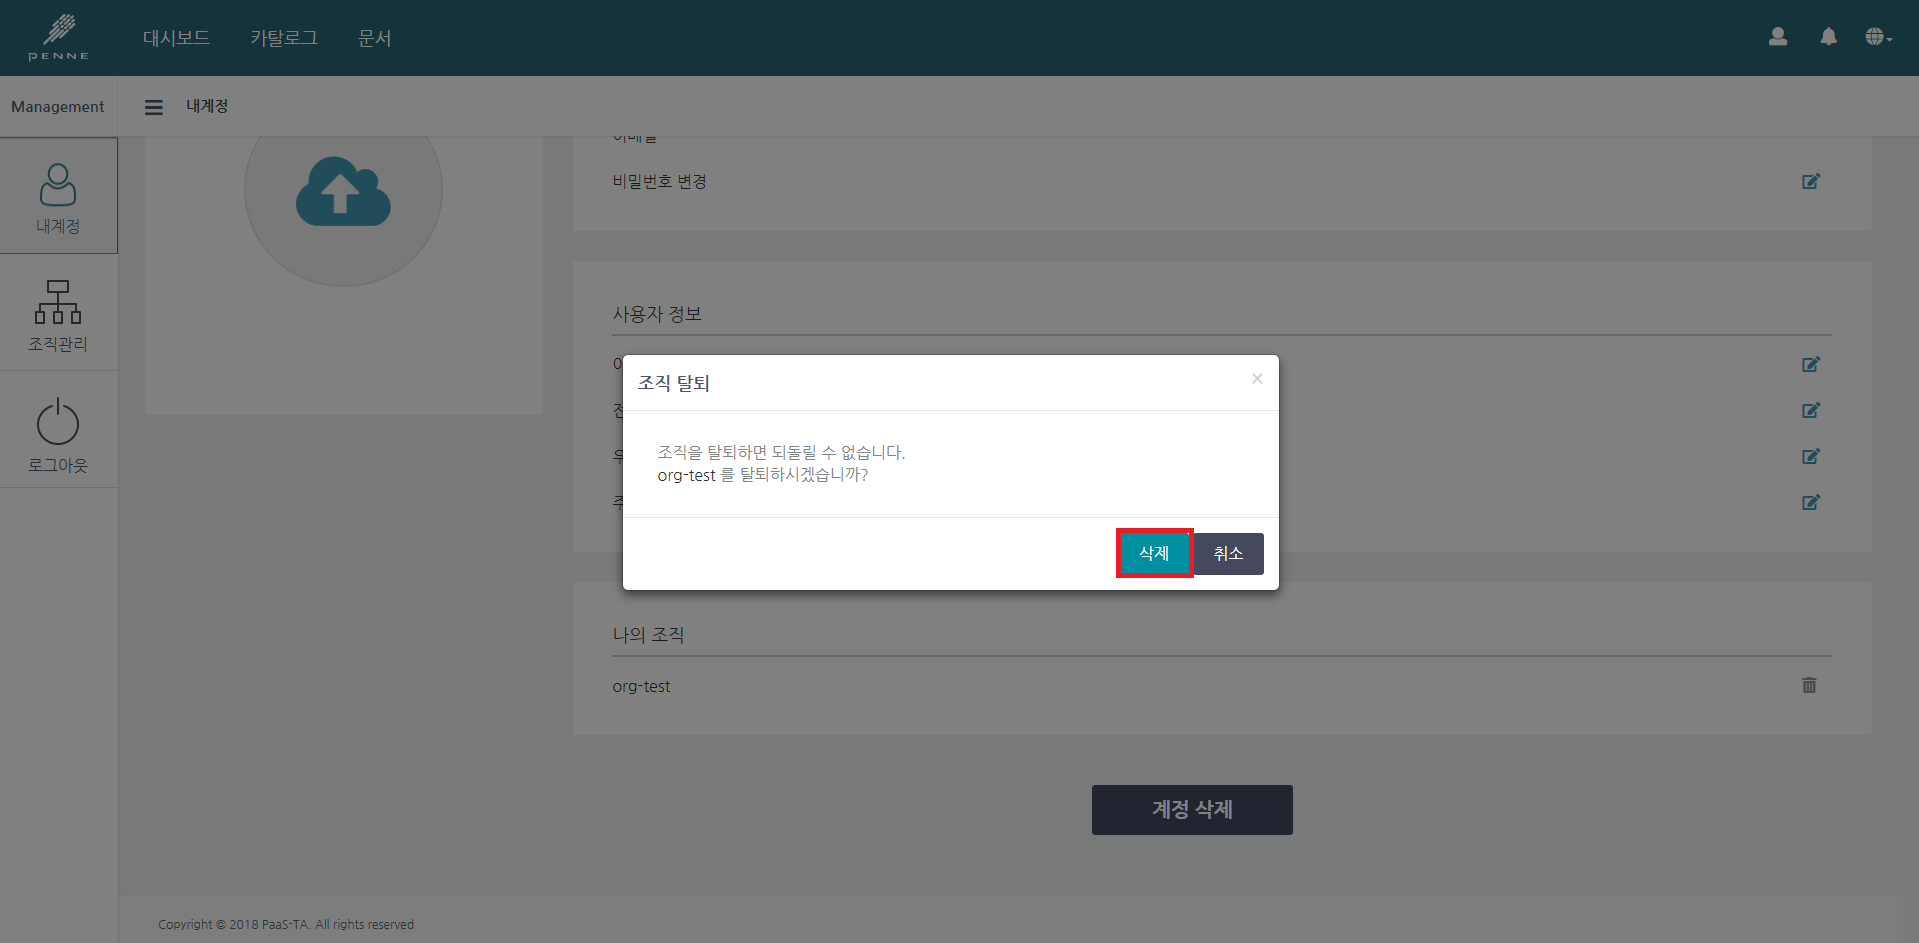 PENNE
대시보드 카탈로그 문서
Management
내계정
내계정
조직관리
로그아웃
비밀번호 변경
사용자 정보
조직 탈퇴
×
조직을 탈퇴하면 되돌릴 수 없습니다.
org-test 를 탈퇴하시겠습니까?
삭제 취소
나의 조직
org-test
계정 삭제
Copyright © 2018 PaaS-TA. All rights reserved